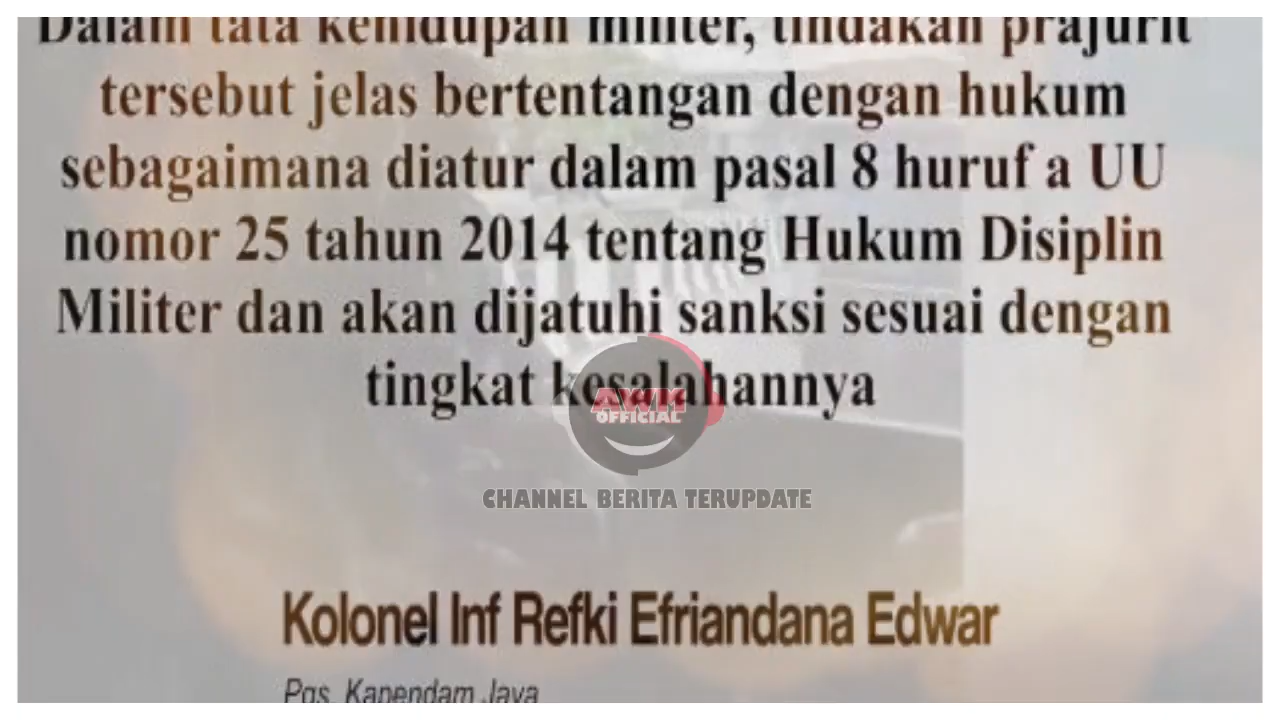 Dalam tata kehidupan militer, tindakan prajurit
tersebut jelas bertentangan dengan hukum
sebagaimana diatur dalam pasal 8 huruf a UU
nomor 25 tahun 2014 tentang Hukum Disiplin
Militer dan akan dijatuhi sanksi sesuai dengan
tingkat kesalahannya
AWM
OFFICIAL
CHANNEL BERITA TERUPDATE
Kolonel Inf Refki Efriandana Edwar
Pgs. Kapendam Jaya